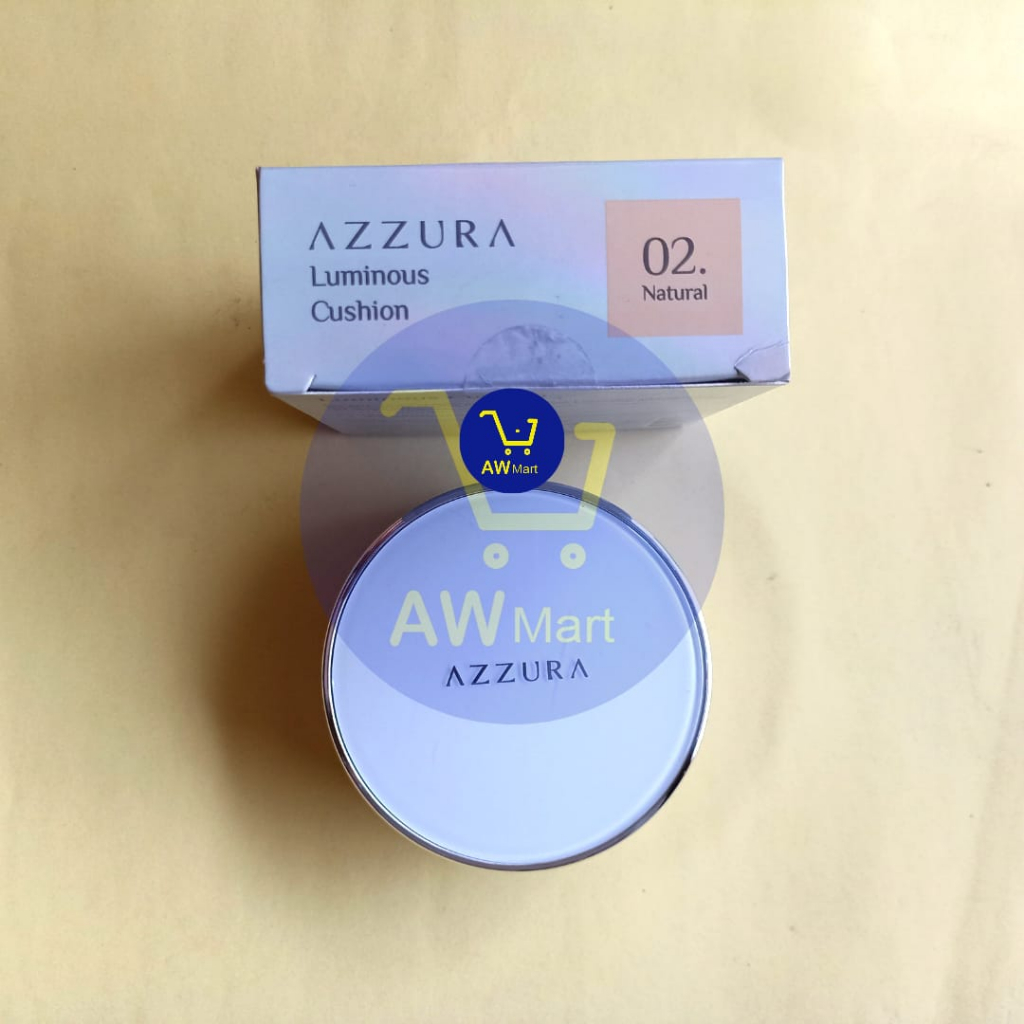 AZZURA
Luminous
Cushion
02.
Natural
AW Mart
AW Mart
AZZURA